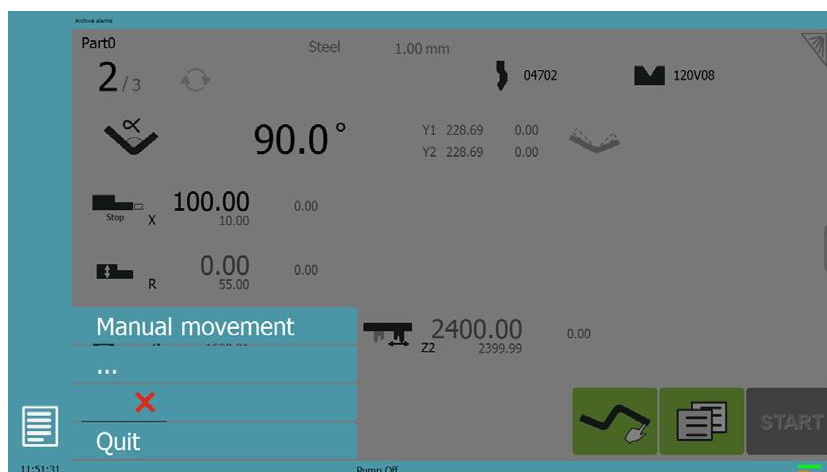 Archive alarms
Part0
Steel
1.00 mm
2/3
04702
120V08
α
90.0°
Y1 228.69 0.00
Y2 228.69 0.00
Stop
X
100.00
10.00
0.00
R
0.00
55.00
0.00
Manual movement
Z2
2400.00
2399.99
0.00
...
START
Quit
11:51:31
Pump Off